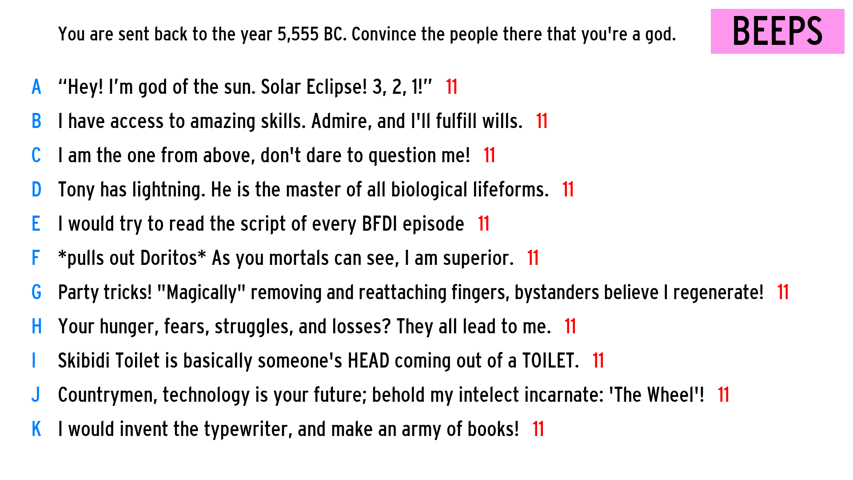 You are sent back to the year 5,555 BC. Convince the people there that you're a god.
BEEPS
A “Hey! I’m god of the sun. Solar Eclipse! 3, 2, 1!” 11
B I have access to amazing skills. Admire, and I'll fulfill wills. 11
C I am the one from above, don't dare to question me! 11
D Tony has lightning. He is the master of all biological lifeforms. 11
E I would try to read the script of every BFDI episode 11
F *pulls out Doritos* As you mortals can see, I am superior. 11
G Party tricks! "Magically" removing and reattaching fingers, bystanders believe I regenerate! 11
H Your hunger, fears, struggles, and losses? They all lead to me. 11
I Skibidi Toilet is basically someone's HEAD coming out of a TOILET. 11
J Countrymen, technology is your future; behold my intelect incarnate: 'The Wheel'! 11
K I would invent the typewriter, and make an army of books! 11